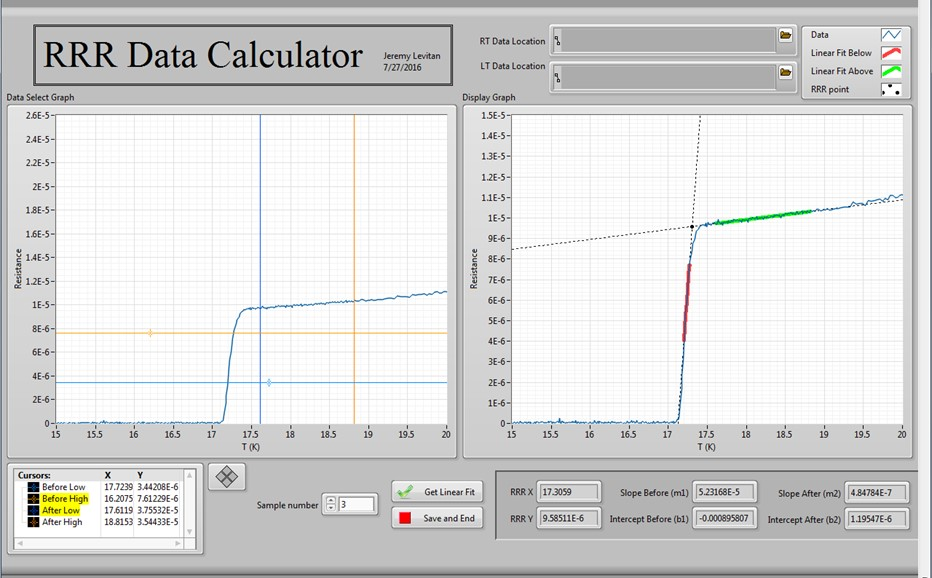 RRR Data Calculator
Jeremy Levitan
7/27/2016
RT Data Location
LT Data Location
Data
Linear Fit Below
Linear Fit Above
RRR point
Data Select Graph
2.6E-5
2.4E-5
2.2E-5
2E-5
1.8E-5
1.6E-5
1.4E-5
1.2E-5
1E-5
8E-6
6E-6
4E-6
2E-6
0
Resistance
15 15.5 16 16.5 17 17.5 18 18.5 19 19.5 20
T (K)
Display Graph
1.5E-5
1.4E-5
1.3E-5
1.2E-5
1.1E-5
1E-5
9E-6
8E-6
7E-6
6E-6
5E-6
4E-6
3E-6
2E-6
1E-6
0
Resistance
15 15.5 16 16.5 17 17.5 18 18.5 19 19.5 20
T (K)
Cursors: X Y
Before Low 17.7239 3.44208E-6
Before High 16.2075 7.61229E-6
After Low 17.6119 3.75532E-5
After High 18.8153 3.54433E-5
Sample number 3
Get Linear Fit
Save and End
RRR X 17.3059 Slope Before (m1) 5.23168E-5 Slope After (m2) 4.84784E-7
RRR Y 9.58511E-6 Intercept Before (b1) -0.000895807 Intercept After (b2) 1.19547E-6